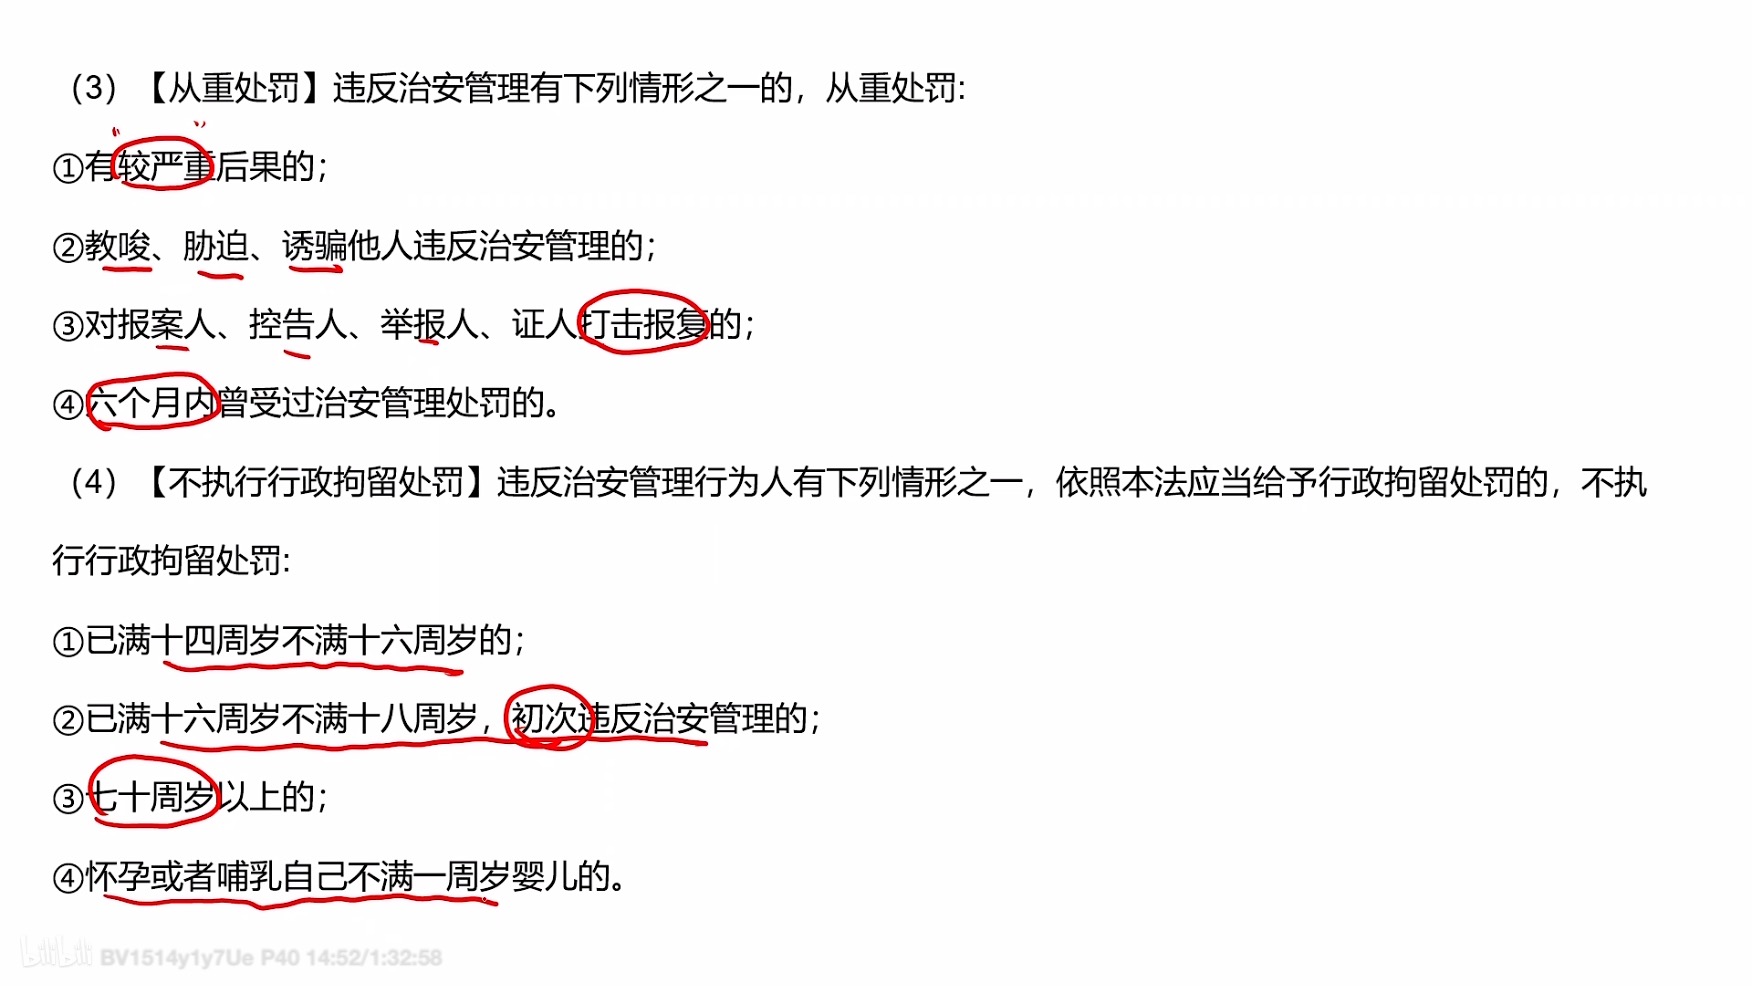 （3）【从重处罚】违反治安管理有下列情形之一的，从重处罚:
①有较严重后果的；
②教唆、胁迫、诱骗他人违反治安管理的；
③对报案人、控告人、举报人、证人打击报复的；
④六个月内曾受过治安管理处罚的。
（4）【不执行行政拘留处罚】违反治安管理行为人有下列情形之一，依照本法应当给予行政拘留处罚的，不执
行行政拘留处罚:
①已满十四周岁不满十六周岁的；
②已满十六周岁不满十八周岁，初次违反治安管理的；
③七十周岁以上的；
④怀孕或者哺乳自己不满一周岁婴儿的。
bilibili BV1514y1y7Ue P40 14:52/1:32:58